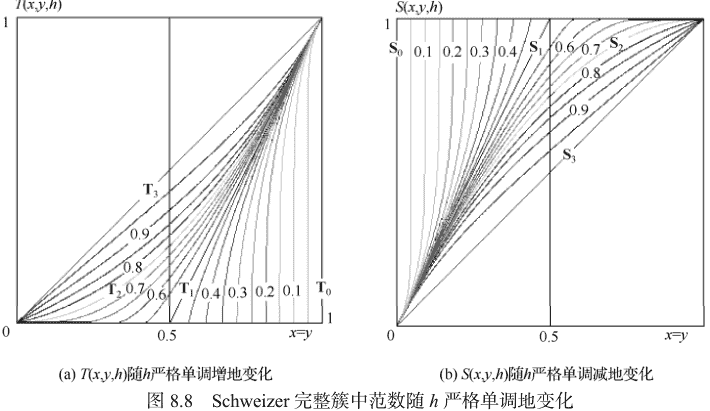 T(x,y,h)
1
T₃
0.9
0.8
T₂ 0.7 0.6 T₁ 0.4 0.3 0.2 0.1 T₀
0 0.5 x=y 1
(a) T(x,y,h)随h严格单调增地变化
S(x,y,h)
1
S₀ 0.1 0.2 0.3 0.4 S₁ 0.6 0.7 S₂
0.8
0.9
S₃
0 0.5 x=y
(b) S(x,y,h)随h严格单调减地变化
图 8.8 Schweizer 完整簇中范数随 h 严格单调地变化